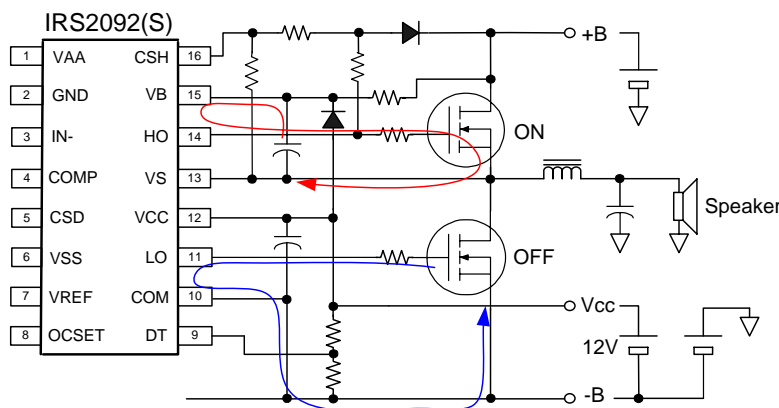 IRS2092(S)
1 VAA CSH 16
2 GND VB 15
3 IN- HO 14
4 COMP VS 13
5 CSD VCC 12
6 VSS LO 11
7 VREF COM 10
8 OCSET DT 9
+B
ON
Speaker
OFF
Vcc
12V
-B